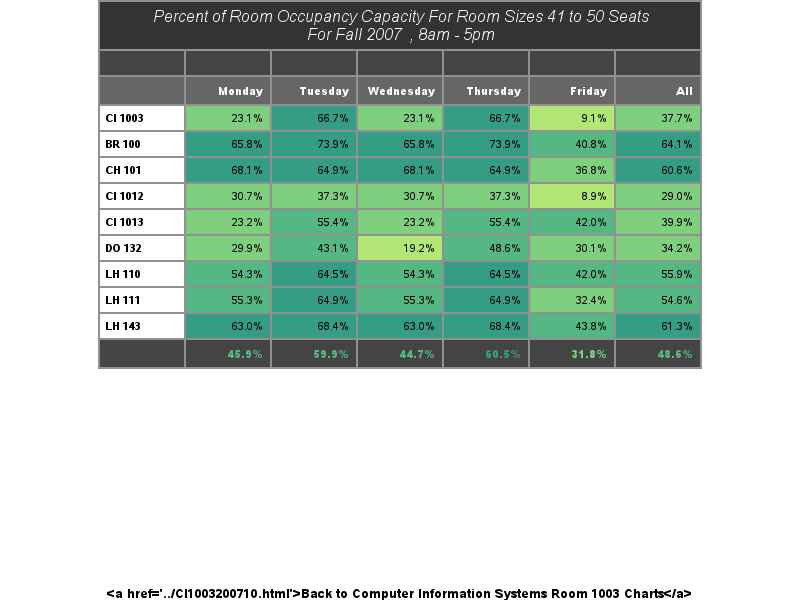 Percent of Room Occupancy Capacity For Room Sizes 41 to 50 Seats
For Fall 2007 , 8am - 5pm
Monday Tuesday Wednesday Thursday Friday All
CI 1003 23.1% 66.7% 23.1% 66.7% 9.1% 37.7%
BR 100 65.8% 73.9% 65.8% 73.9% 40.8% 64.1%
CH 101 68.1% 64.9% 68.1% 64.9% 36.8% 60.6%
CI 1012 30.7% 37.3% 30.7% 37.3% 8.9% 29.0%
CI 1013 23.2% 55.4% 23.2% 55.4% 42.0% 39.9%
DO 132 29.9% 43.1% 19.2% 48.6% 30.1% 34.2%
LH 110 54.3% 64.5% 54.3% 64.5% 42.0% 55.9%
LH 111 55.3% 64.9% 55.3% 64.9% 32.4% 54.6%
LH 143 63.0% 68.4% 63.0% 68.4% 43.8% 61.3%
45.9% 59.9% 44.7% 60.5% 31.8% 48.6%
<a href='../CI1003200710.html'>Back to Computer Information Systems Room 1003 Charts</a>